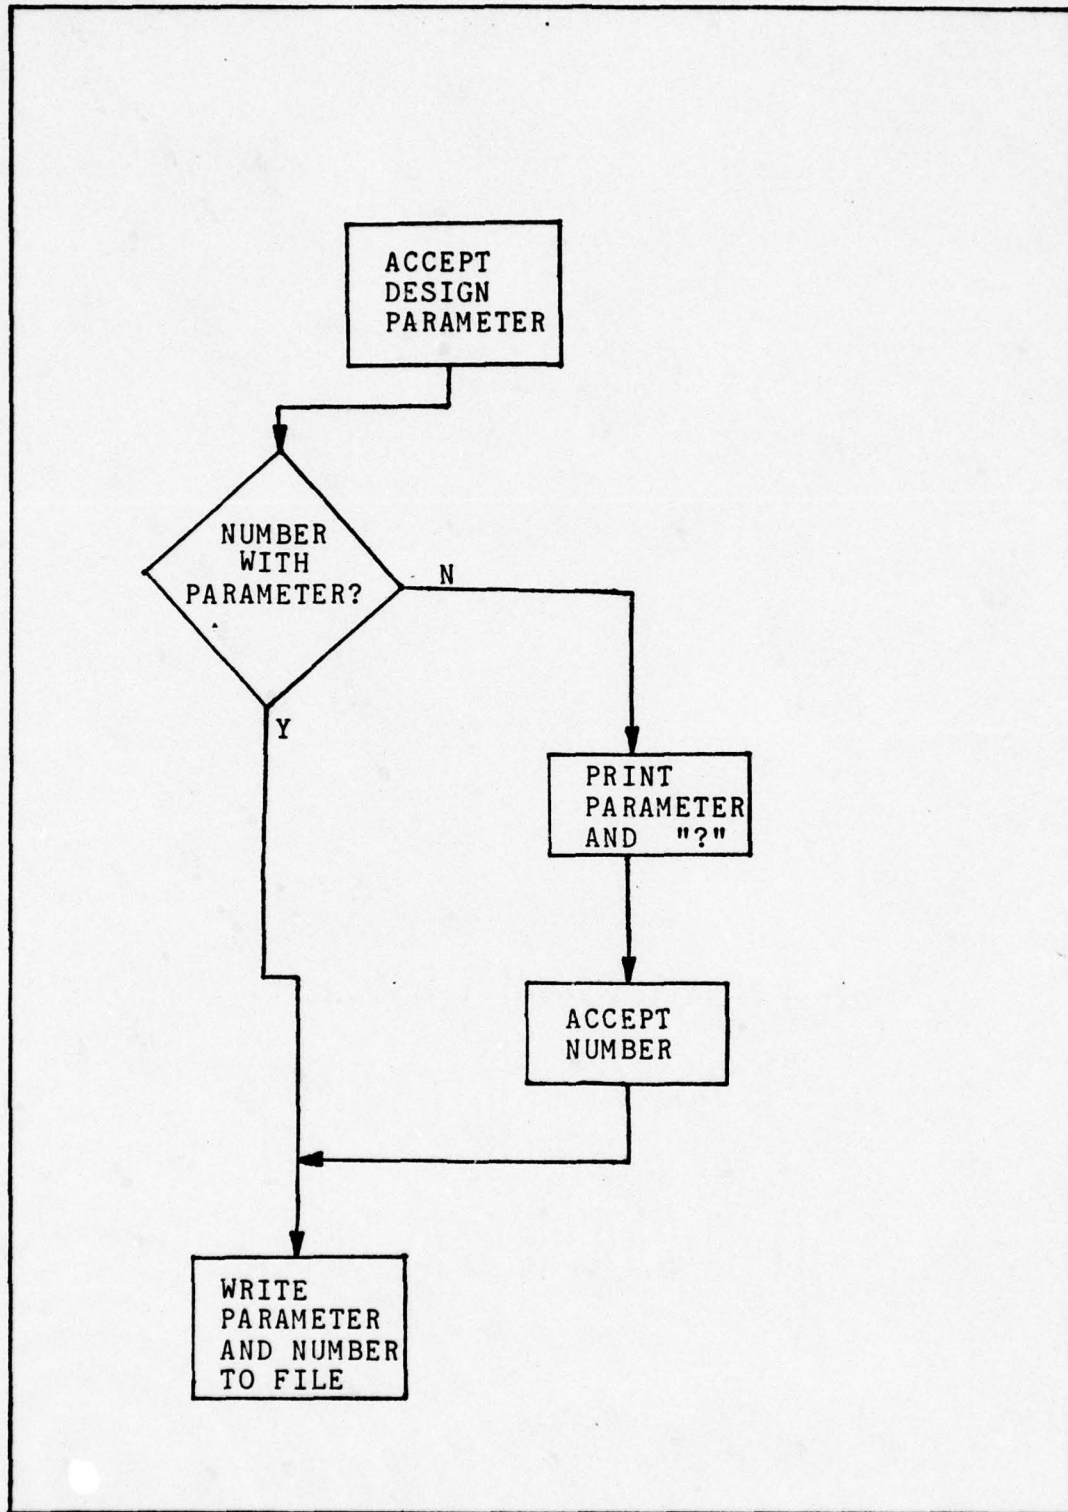 ACCEPT
DESIGN
PARAMETER
NUMBER
WITH
PARAMETER?
N
Y
PRINT
PARAMETER
AND "?"
ACCEPT
NUMBER
WRITE
PARAMETER
AND NUMBER
TO FILE